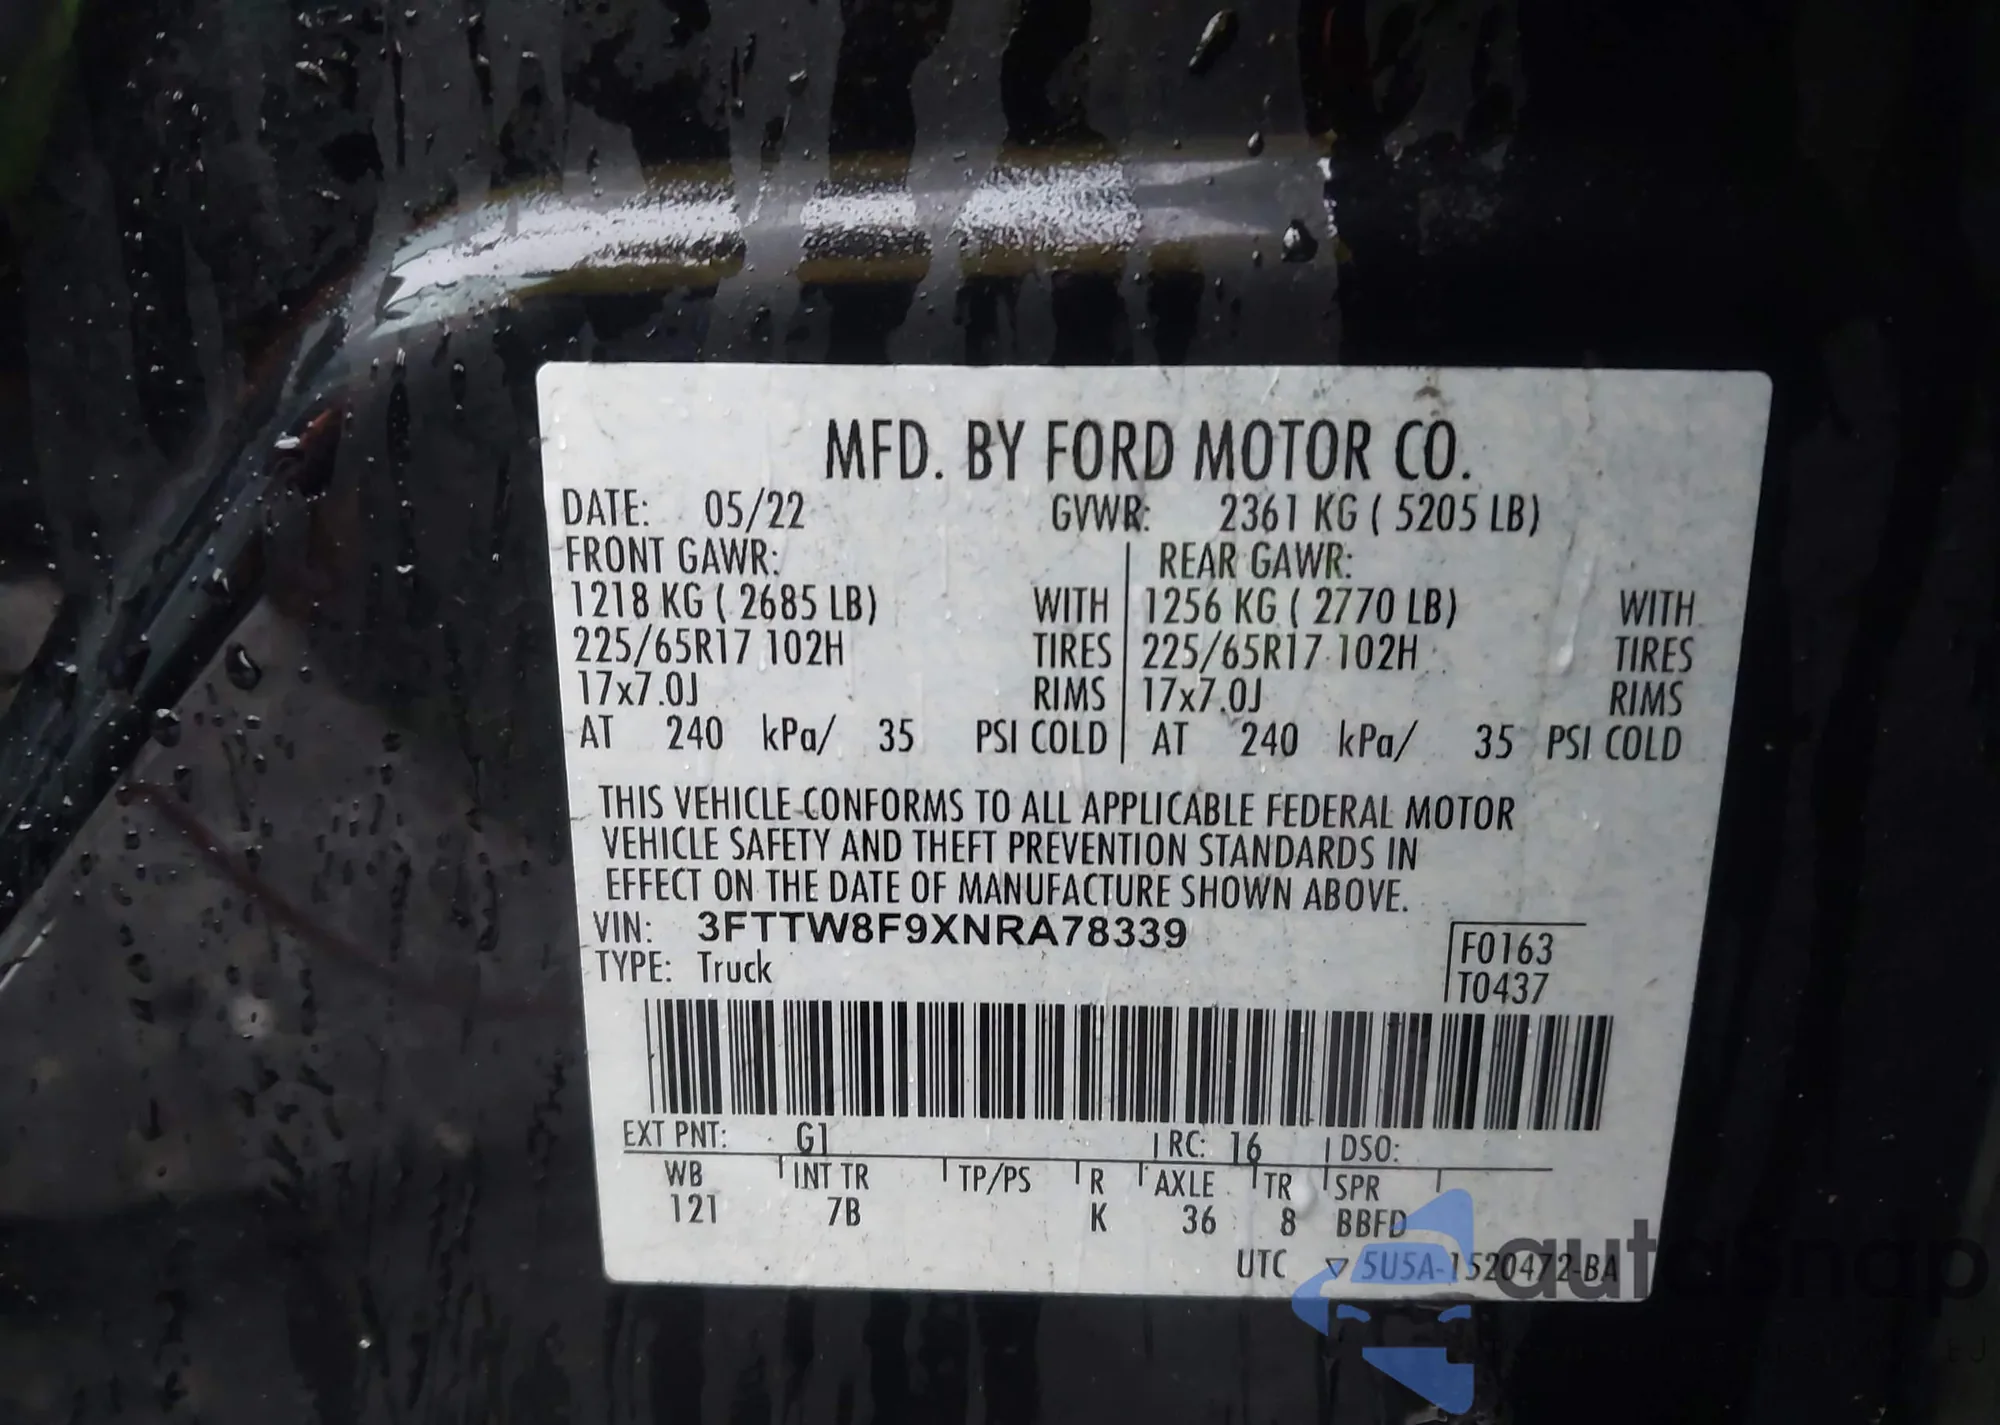 MFD. BY FORD MOTOR CO.
DATE: 05/22 GVWR: 2361 KG ( 5205 LB)
FRONT GAWR: REAR GAWR:
1218 KG ( 2685 LB) WITH 1256 KG ( 2770 LB) WITH
225/65R17 102H TIRES 225/65R17 102H TIRES
17x7.0J RIMS 17x7.0J RIMS
AT 240 kPa/ 35 PSI COLD AT 240 kPa/ 35 PSI COLD
THIS VEHICLE CONFORMS TO ALL APPLICABLE FEDERAL MOTOR
VEHICLE SAFETY AND THEFT PREVENTION STANDARDS IN
EFFECT ON THE DATE OF MANUFACTURE SHOWN ABOVE.
VIN: 3FTTW8F9XNRA78339
TYPE: Truck
F0163
T0437
EXT PNT: G1 RC: 16 DSO:
WB INT TR TP/PS R AXLE TR SPR
121 7B K 36 8 BBFD
UTC ▽ 5U5A-1520472-BA